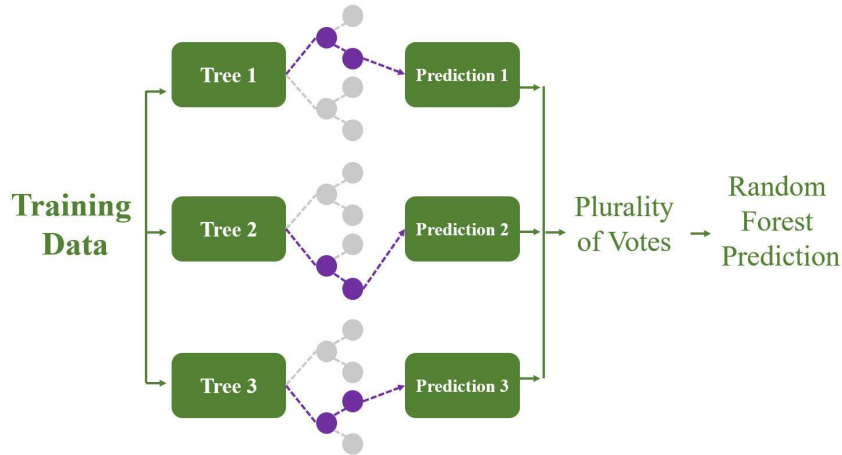 Training
Data
Tree 1
Prediction 1
Tree 2
Prediction 2
Tree 3
Prediction 3
Plurality
of Votes
Random
Forest
Prediction